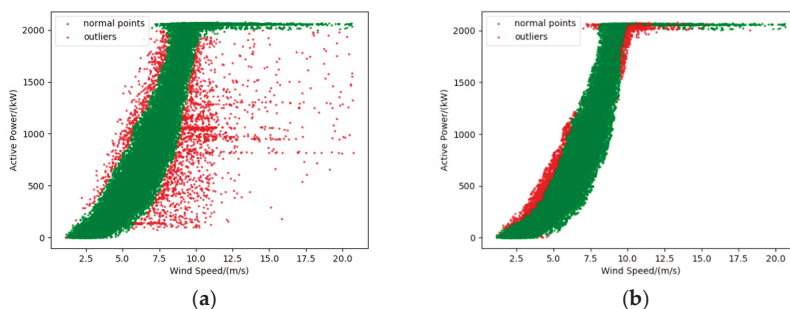 normal points
outliers
Active Power/(kW)
2000
1500
1000
500
0
2.5 5.0 7.5 10.0 12.5 15.0 17.5 20.0
Wind Speed/(m/s)
(a)
normal points
outliers
Active Power/(kW)
2000
1500
1000
500
0
2.5 5.0 7.5 10.0 12.5 15.0 17.5 20.0
Wind Speed/(m/s)
(b)